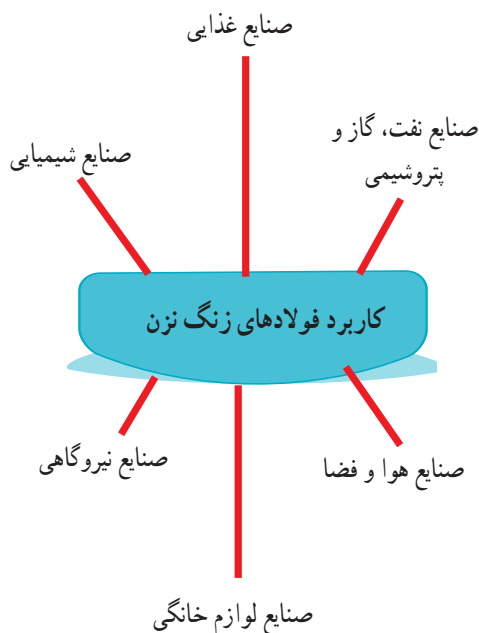 صنایع غذایی
صنایع نفت، گاز و
پتروشیمی
صنایع شیمیایی
کاربرد فولادهای زنگ نزن
صنایع نیروگاهی
صنایع هوا و فضا
صنایع لوازم خانگی